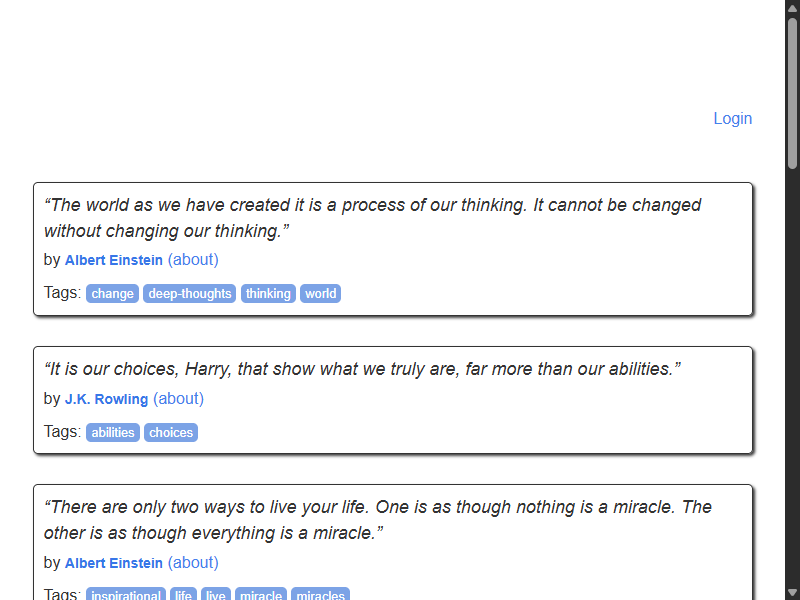 Login
“The world as we have created it is a process of our thinking. It cannot be changed
without changing our thinking.”
by Albert Einstein (about)
Tags: change deep-thoughts thinking world
“It is our choices, Harry, that show what we truly are, far more than our abilities.”
by J.K. Rowling (about)
Tags: abilities choices
“There are only two ways to live your life. One is as though nothing is a miracle. The
other is as though everything is a miracle.”
by Albert Einstein (about)
Tags: inspirational life live miracle miracles